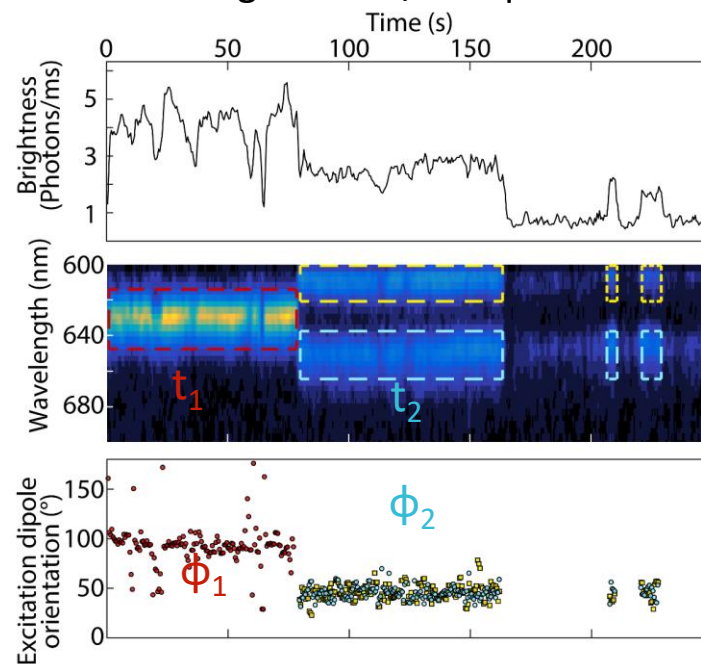 Time (s)
0 50 100 150 200
Brightness
(Photons/ms)
5
3
1
Wavelength (nm)
600
640
680
t₁
t₂
Excitation dipole
orientation (°)
150
100
50
0
ϕ₁
ϕ₂